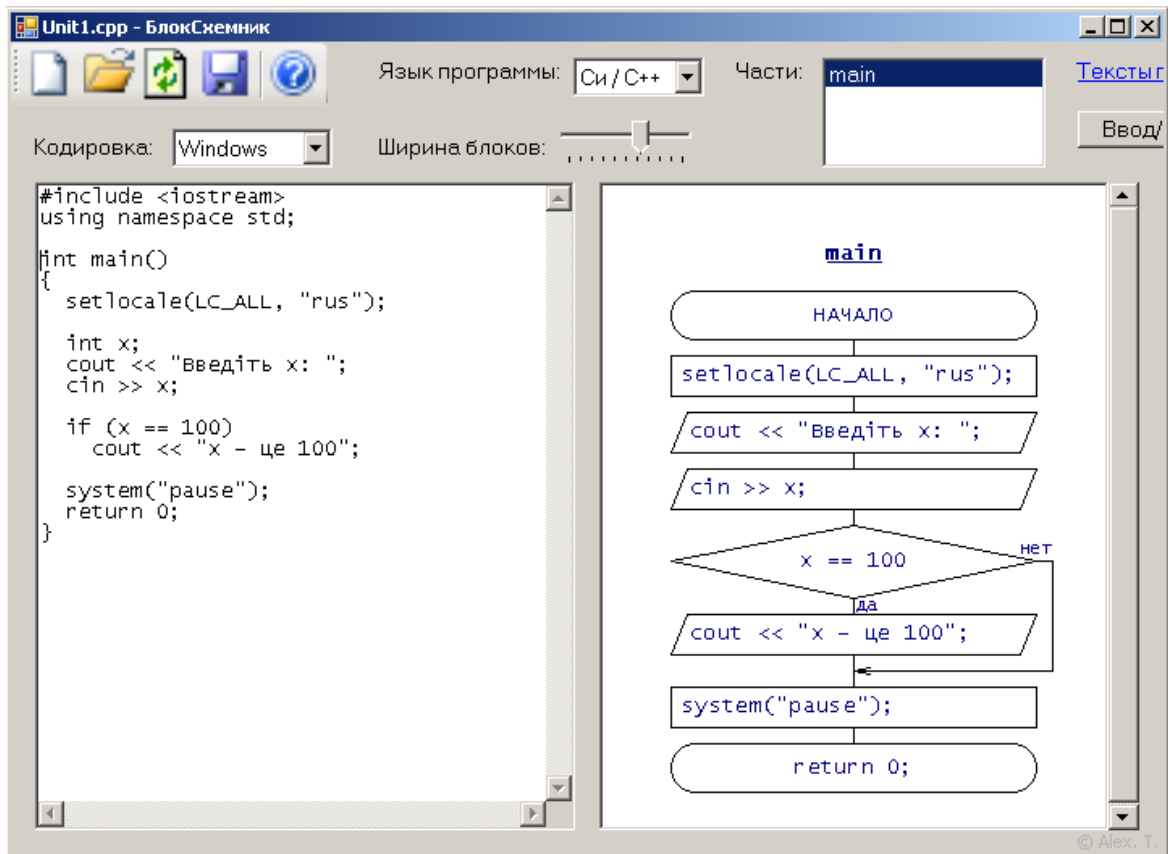 Unit1.cpp - БлокСхемник
Язык программы: Си / С++ Части: main Тексты г
Кодировка: Windows Ширина блоков: Ввод/
#include <iostream>
using namespace std;
int main()
{
setlocale(LC_ALL, "rus");
int x;
cout << "Введіть x: ";
cin >> x;
if (x == 100)
cout << "x – це 100";
system("pause");
return 0;
}
main
НАЧАЛО
setlocale(LC_ALL, "rus");
cout << "Введіть x: ";
cin >> x;
x == 100
нет
да
cout << "x – це 100";
system("pause");
return 0;
© Alex. T.